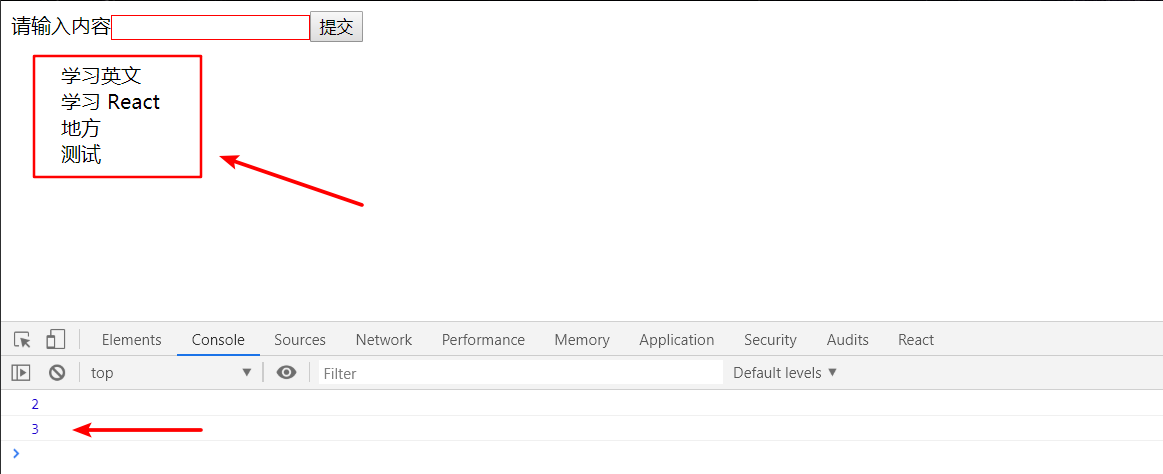 请输入内容 提交
学习英文
学习 React
地方
测试
Elements Console Sources Network Performance Memory Application Security Audits React
top Filter Default levels
2
3